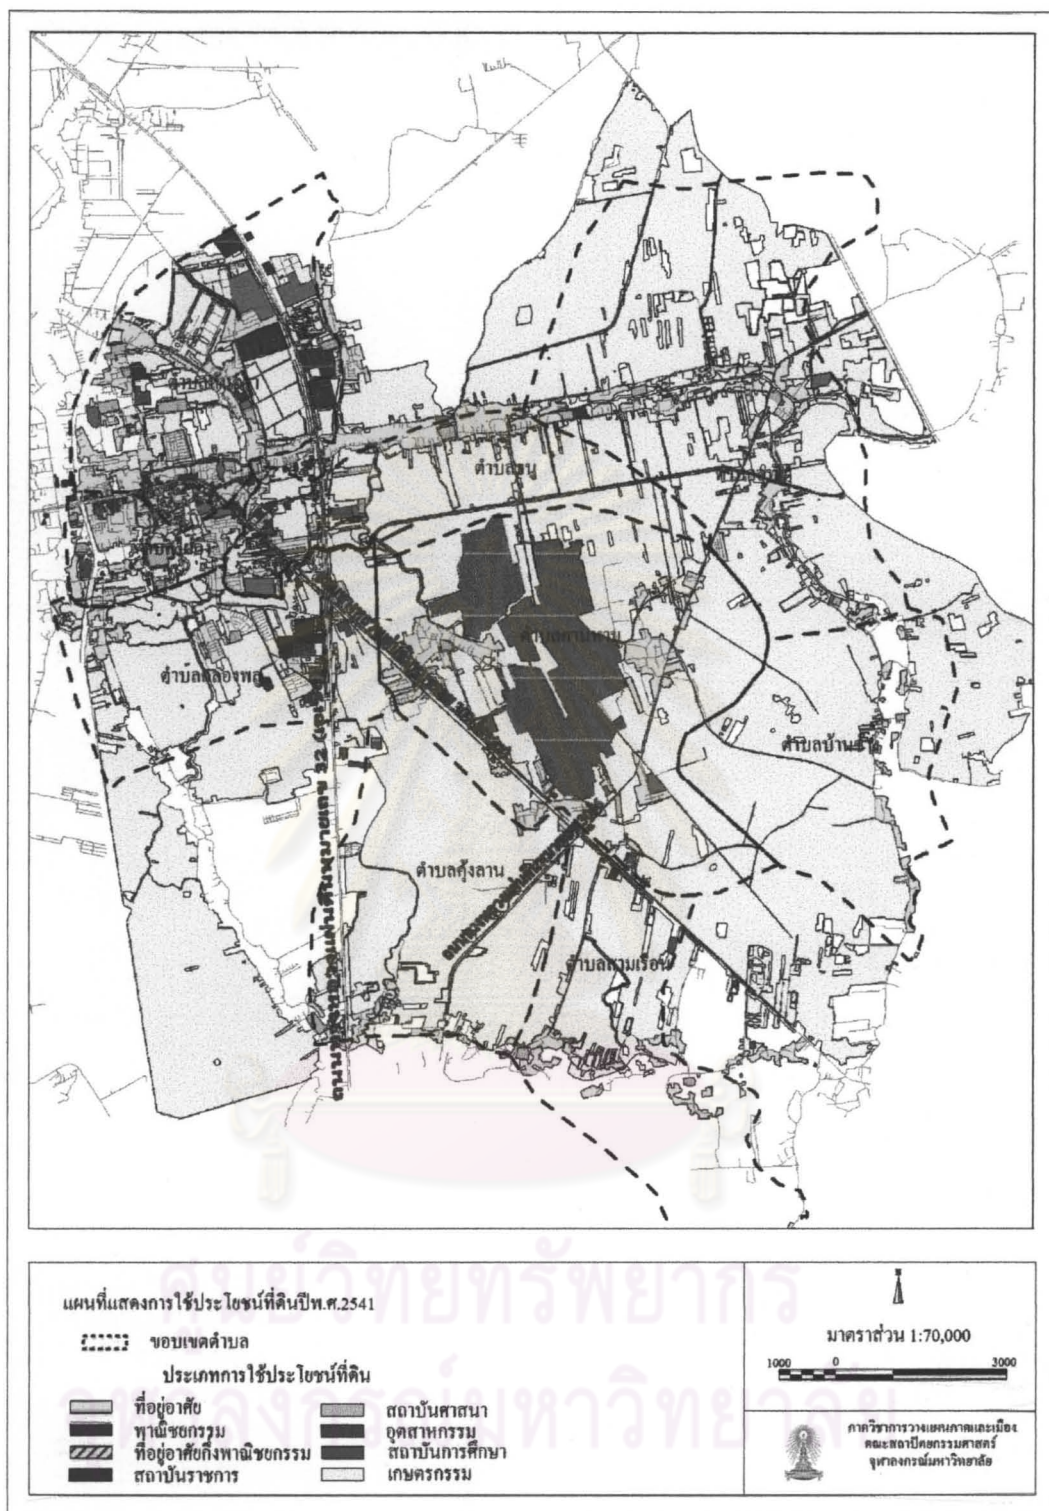 ตำบลธนู
ตำบลคานหาม
ตำบลคลองพลู
ตำบลคุ้งลาน
ตำบลสามเรือน
ศูนย์วิทยทรัพยากร
จุฬาลงกรณ์มหาวิทยาลัย
แผนที่แสดงการใช้ประโยชน์ที่ดินปีพ.ศ.2541
ขอบเขตตำบล
ประเภทการใช้ประโยชน์ที่ดิน
ที่อยู่อาศัย
พาณิชยกรรม
ที่อยู่อาศัยกึ่งพาณิชยกรรม
สถาบันราชการ
สถาบันศาสนา
อุตสาหกรรม
สถาบันการศึกษา
เกษตรกรรม
มาตราส่วน 1:70,000
1000 0 3000
ภาควิชาการวางแผนภาคและเมือง
คณะสถาปัตยกรรมศาสตร์
จุฬาลงกรณ์มหาวิทยาลัย